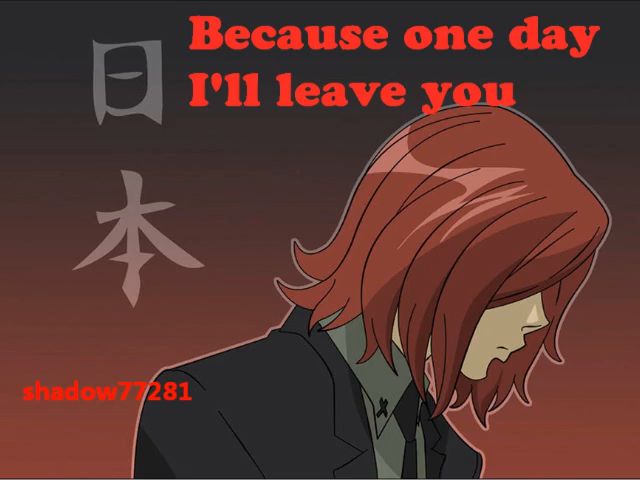 Because one day
I'll leave you
日
本
shadow77281